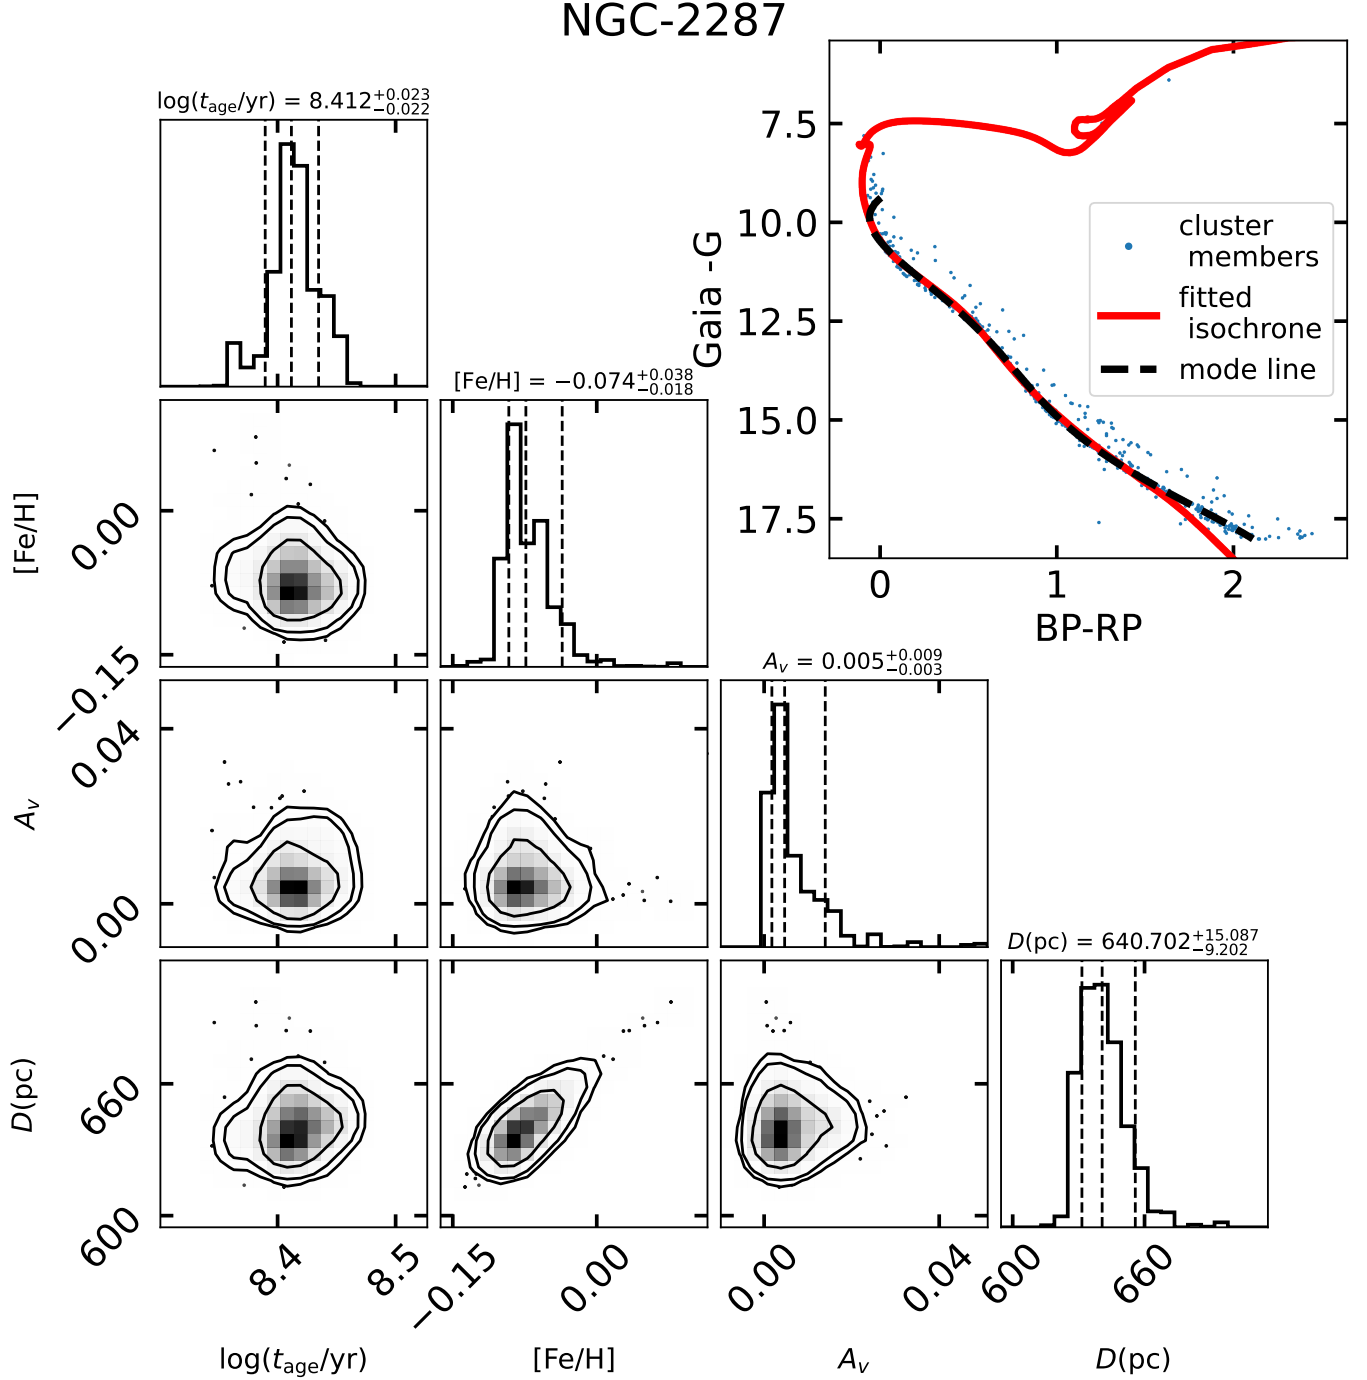 NGC-2287
log(t_age/yr) = 8.412^{+0.023}_{-0.022}
7.5
10.0
12.5
15.0
17.5
Gaia -G
cluster
members
fitted
isochrone
mode line
0 1 2
BP-RP
[Fe/H] = −0.074^{+0.038}_{-0.018}
[Fe/H]
0.00
−0.15
A_v = 0.005^{+0.009}_{-0.003}
A_v
0.04
0.00
D(pc) = 640.702^{+15.087}_{-9.202}
D(pc)
660
600
8.4 8.5 −0.15 0.00 0.00 0.04 600 660
log(t_age/yr) [Fe/H] A_v D(pc)